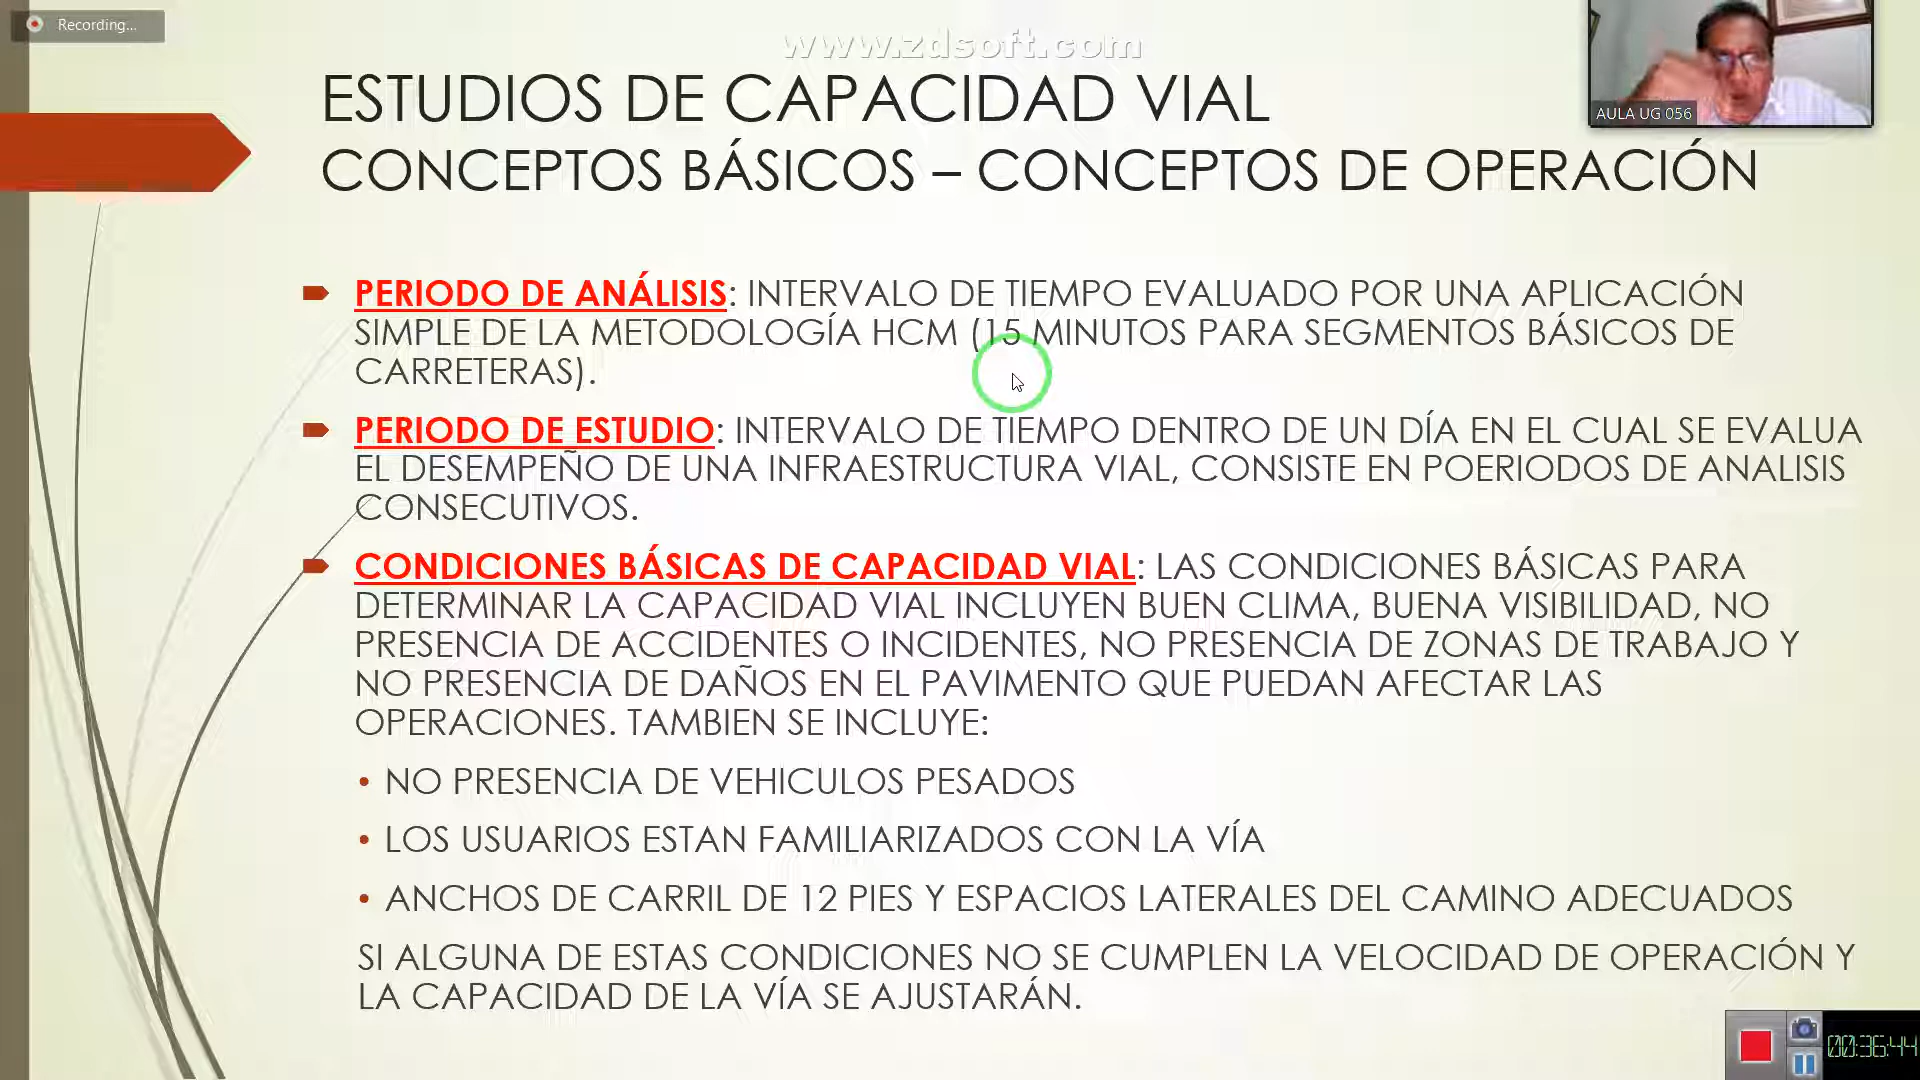 Recording...
www.zdsoft.com
AULA UG 056
ESTUDIOS DE CAPACIDAD VIAL
CONCEPTOS BÁSICOS – CONCEPTOS DE OPERACIÓN
PERIODO DE ANÁLISIS: INTERVALO DE TIEMPO EVALUADO POR UNA APLICACIÓN
SIMPLE DE LA METODOLOGÍA HCM (15 MINUTOS PARA SEGMENTOS BÁSICOS DE
CARRETERAS).
PERIODO DE ESTUDIO: INTERVALO DE TIEMPO DENTRO DE UN DÍA EN EL CUAL SE EVALUA
EL DESEMPEÑO DE UNA INFRAESTRUCTURA VIAL, CONSISTE EN POERIODOS DE ANALISIS
CONSECUTIVOS.
CONDICIONES BÁSICAS DE CAPACIDAD VIAL: LAS CONDICIONES BÁSICAS PARA
DETERMINAR LA CAPACIDAD VIAL INCLUYEN BUEN CLIMA, BUENA VISIBILIDAD, NO
PRESENCIA DE ACCIDENTES O INCIDENTES, NO PRESENCIA DE ZONAS DE TRABAJO Y
NO PRESENCIA DE DAÑOS EN EL PAVIMENTO QUE PUEDAN AFECTAR LAS
OPERACIONES. TAMBIEN SE INCLUYE:
• NO PRESENCIA DE VEHICULOS PESADOS
• LOS USUARIOS ESTAN FAMILIARIZADOS CON LA VÍA
• ANCHOS DE CARRIL DE 12 PIES Y ESPACIOS LATERALES DEL CAMINO ADECUADOS
SI ALGUNA DE ESTAS CONDICIONES NO SE CUMPLEN LA VELOCIDAD DE OPERACIÓN Y
LA CAPACIDAD DE LA VÍA SE AJUSTARÁN.
00:36:44